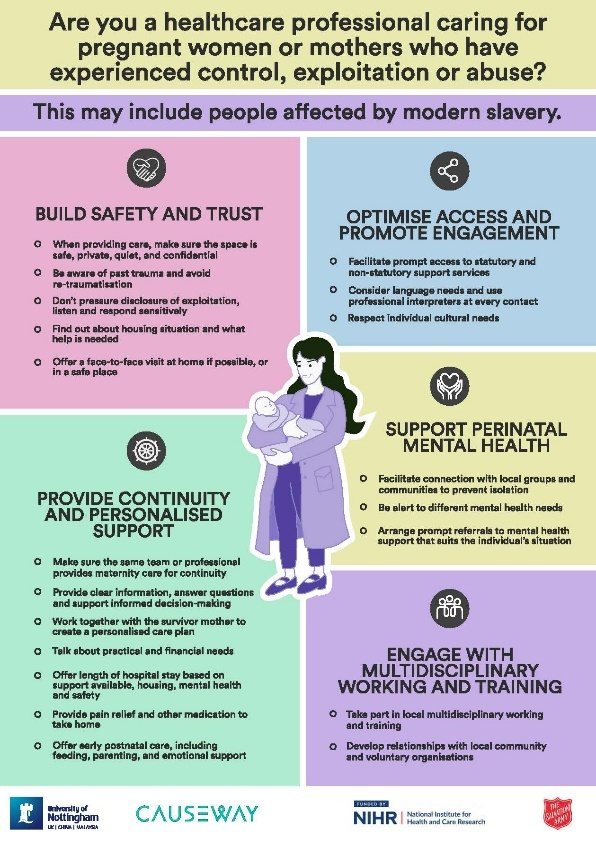 Are you a healthcare professional caring for
pregnant women or mothers who have
experienced control, exploitation or abuse?
This may include people affected by modern slavery.
BUILD SAFETY AND TRUST
When providing care, make sure the space is
safe, private, quiet, and confidential
Be aware of past trauma and avoid
re-traumatisation
Don't pressure disclosure of exploitation,
listen and respond sensitively
Find out about housing situation and what
help is needed
Offer a face-to-face visit at home if possible, or
in a safe place
OPTIMISE ACCESS AND
PROMOTE ENGAGEMENT
Facilitate prompt access to statutory and
non-statutory support services
Consider language needs and use
professional interpreters at every contact
Respect individual cultural needs
SUPPORT PERINATAL
MENTAL HEALTH
Facilitate connection with local groups and
communities to prevent isolation
Be alert to different mental health needs
Arrange prompt referrals to mental health
support that suits the individual's situation
PROVIDE CONTINUITY
AND PERSONALISED
SUPPORT
Make sure the same team or professional
provides maternity care for continuity
Provide clear information, answer questions
and support informed decision-making
Work together with the survivor mother to
create a personalised care plan
Talk about practical and financial needs
Offer length of hospital stay based on
support available, housing, mental health
and safety
Provide pain relief and other medication to
take home
Offer early postnatal care, including
feeding, parenting, and emotional support
ENGAGE WITH
MULTIDISCIPLINARY
WORKING AND TRAINING
Take part in local multidisciplinary working
and training
Develop relationships with local community
and voluntary organisations
University of
Nottingham
UK | CHINA | MALAYSIA
CAUSEWAY
FUNDED BY
NIHR | National Institute for
Health and Care Research
THE
SALVATION
ARMY